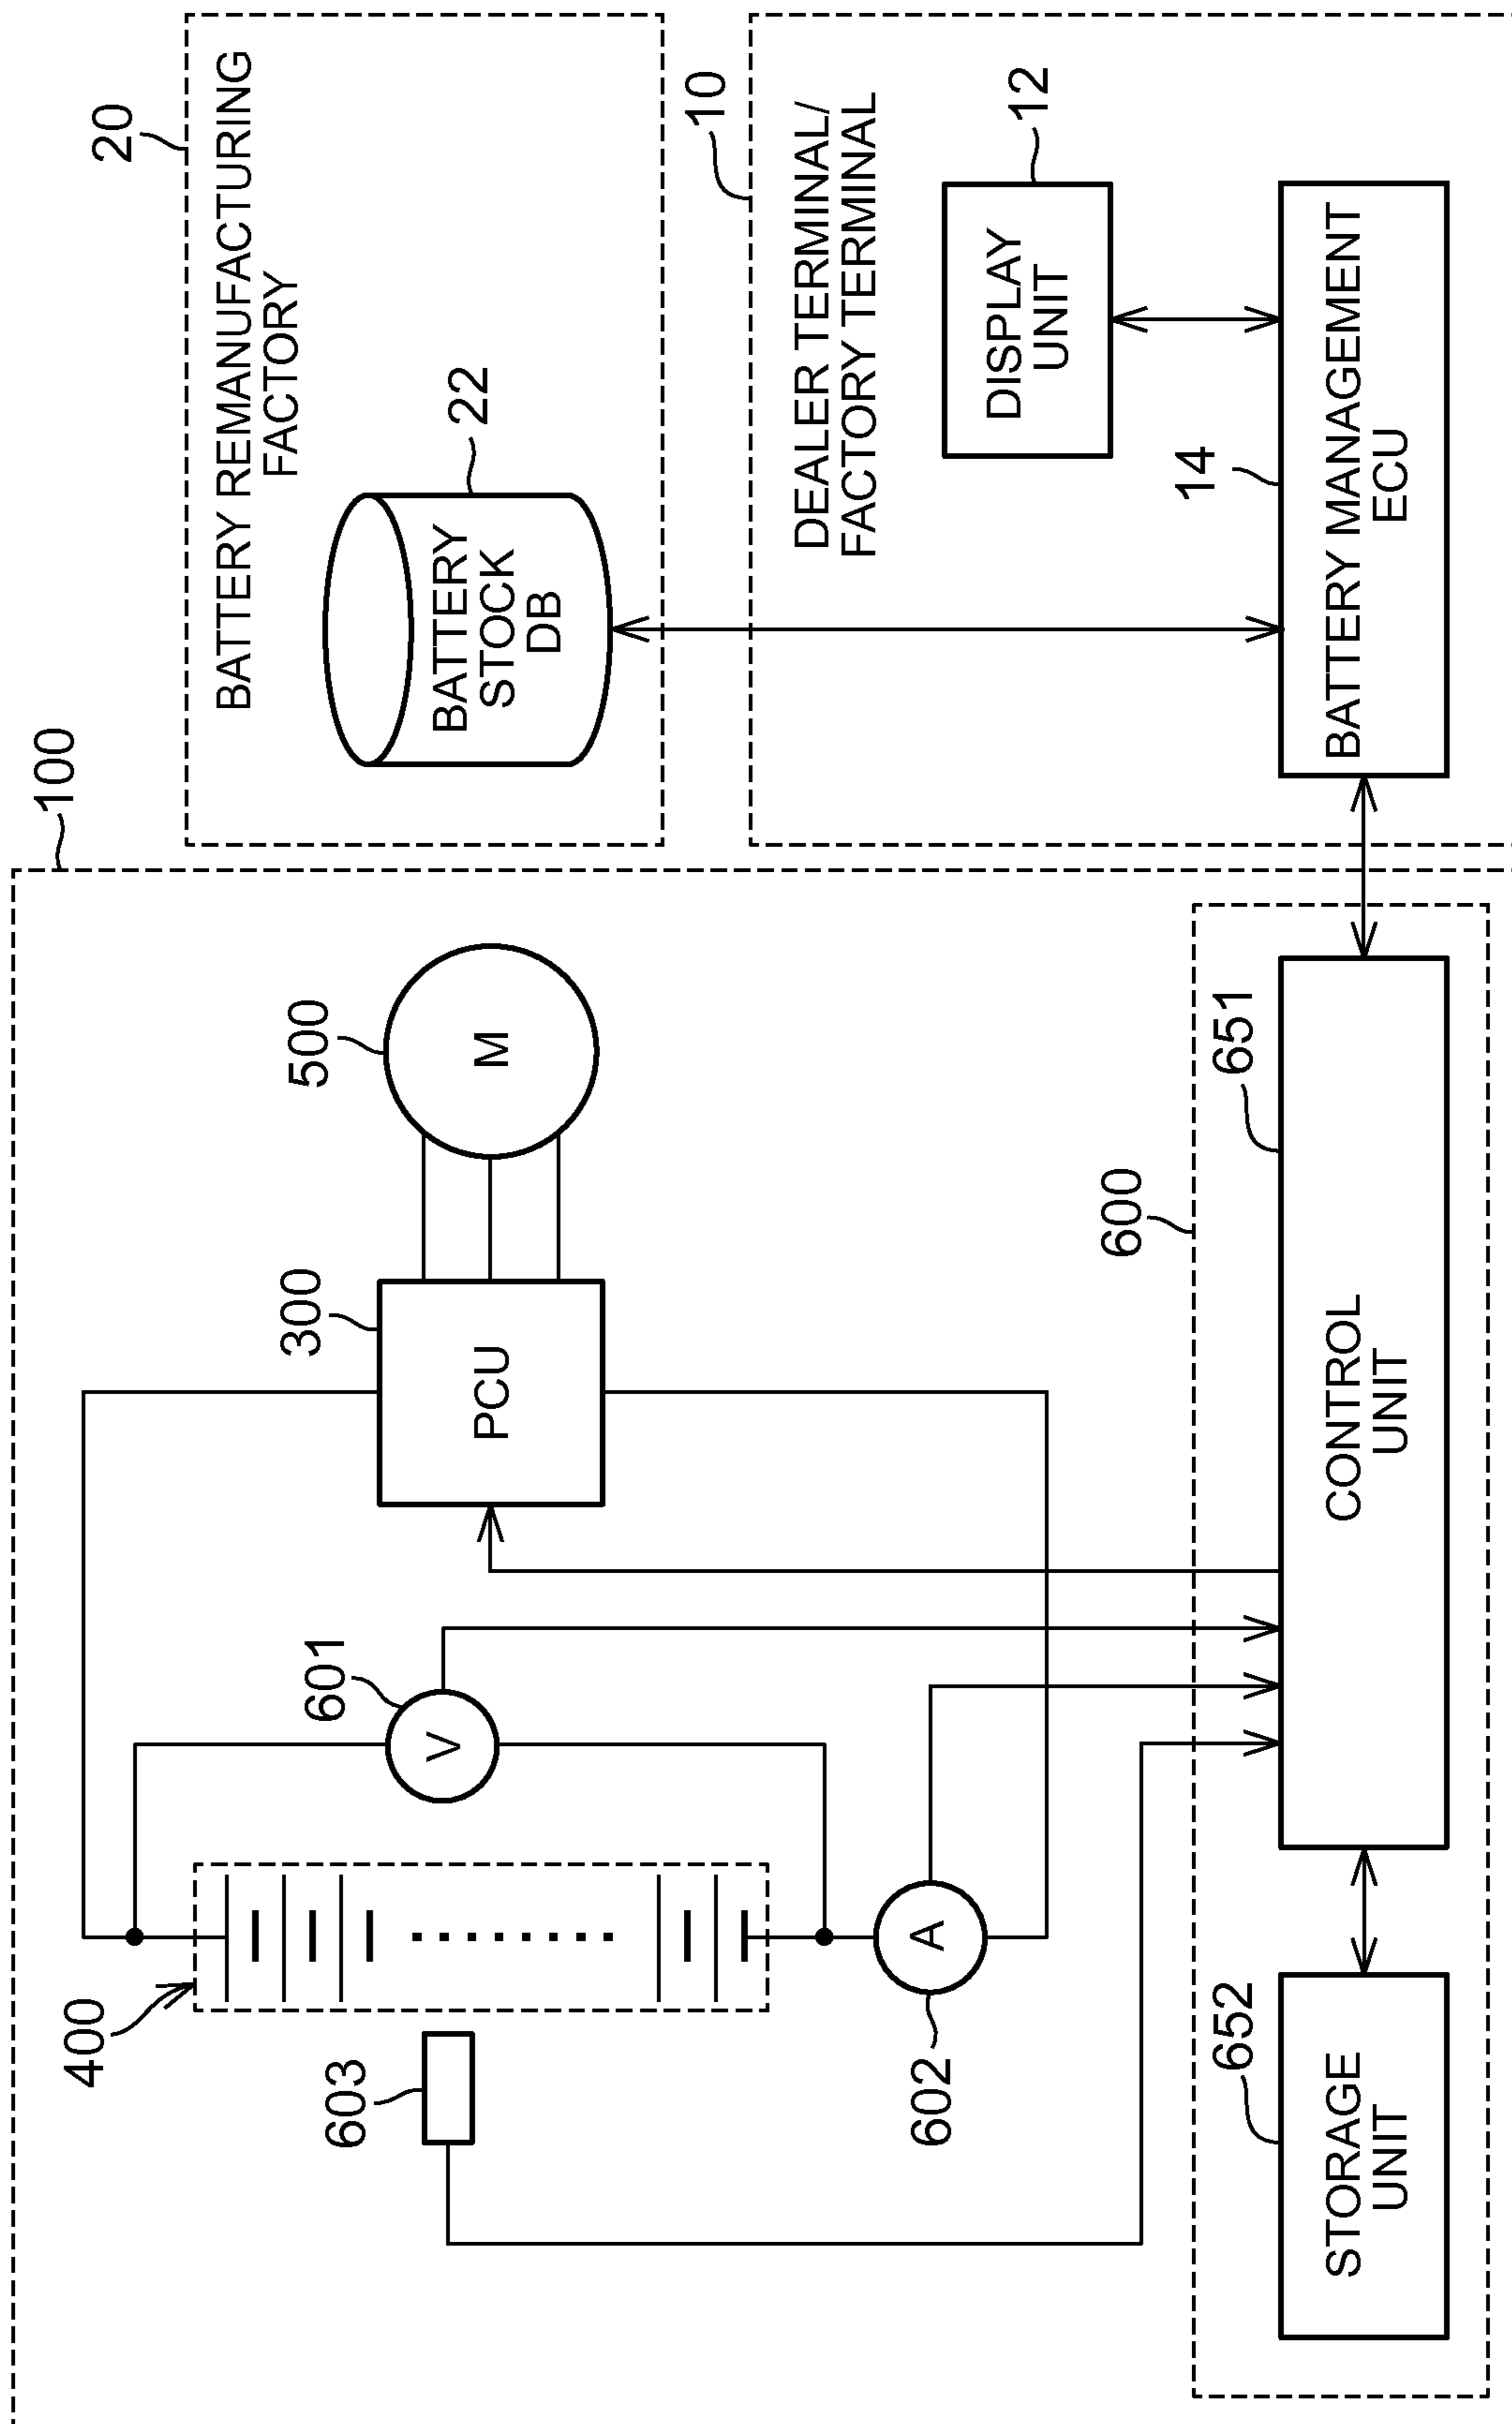 100
400
603
601
V
A
602
300
PCU
500
M
600
652
STORAGE
UNIT
651
CONTROL
UNIT
20
BATTERY REMANUFACTURING
FACTORY
22
BATTERY
STOCK
DB
10
DEALER TERMINAL/
FACTORY TERMINAL
12
DISPLAY
UNIT
14
BATTERY MANAGEMENT
ECU